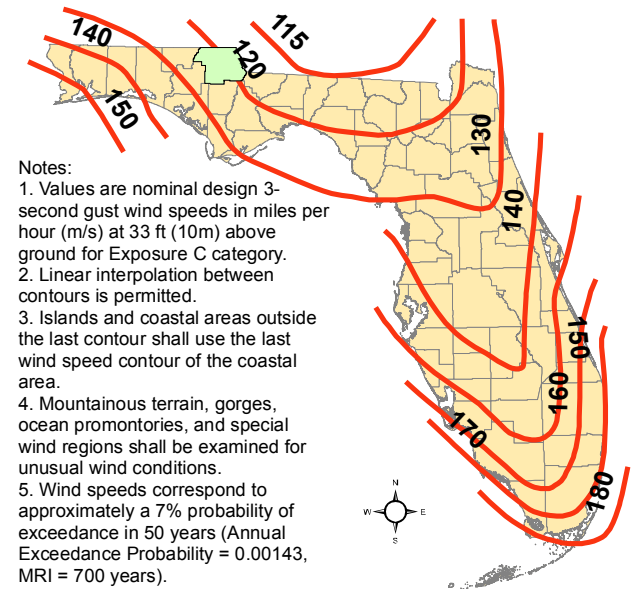 115
140
120
150
130
Notes:
1. Values are nominal design 3-
second gust wind speeds in miles per
hour (m/s) at 33 ft (10m) above
ground for Exposure C category.
2. Linear interpolation between
contours is permitted.
3. Islands and coastal areas outside
the last contour shall use the last
wind speed contour of the coastal
area.
4. Mountainous terrain, gorges,
ocean promontories, and special
wind regions shall be examined for
unusual wind conditions.
5. Wind speeds correspond to
approximately a 7% probability of
exceedance in 50 years (Annual
Exceedance Probability = 0.00143,
MRI = 700 years).
140
150
160
170
180
N
W E
S